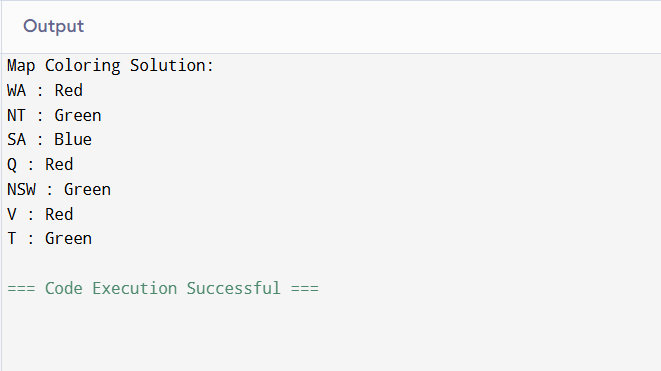 Output
Map Coloring Solution:
WA : Red
NT : Green
SA : Blue
Q : Red
NSW : Green
V : Red
T : Green
=== Code Execution Successful ===